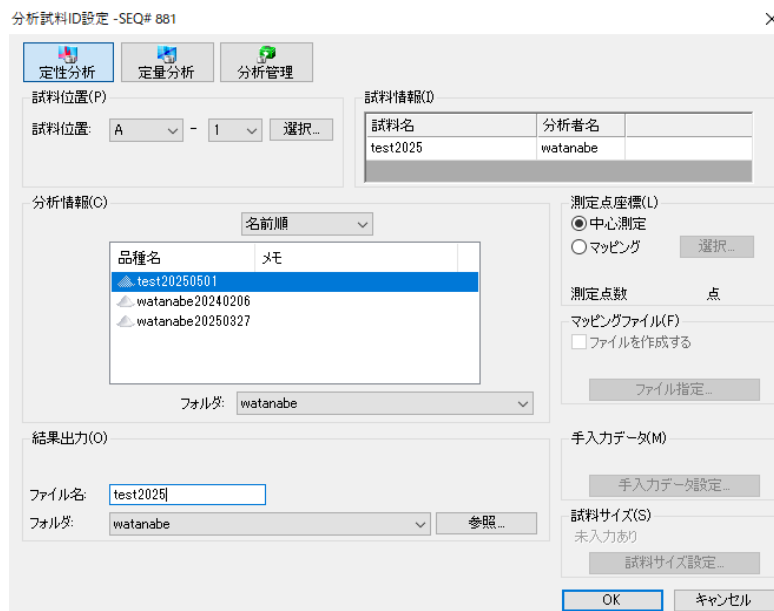 分析試料ID設定 -SEQ# 881
定性分析 定量分析 分析管理
試料位置(P)
試料位置: A - 1 選択...
試料情報(I)
試料名 分析者名
test2025 watanabe
分析情報(C)
名前順
品種名 メモ
test20250501
watanabe20240206
watanabe20250327
フォルダ: watanabe
測定点座標(L)
中心測定
マッピング 選択...
測定点数 点
マッピングファイル(F)
ファイルを作成する
ファイル指定...
結果出力(O)
ファイル名: test2025
フォルダ: watanabe 参照...
手入力データ(M)
手入力データ設定...
試料サイズ(S)
未入力あり
試料サイズ設定...
OK キャンセル